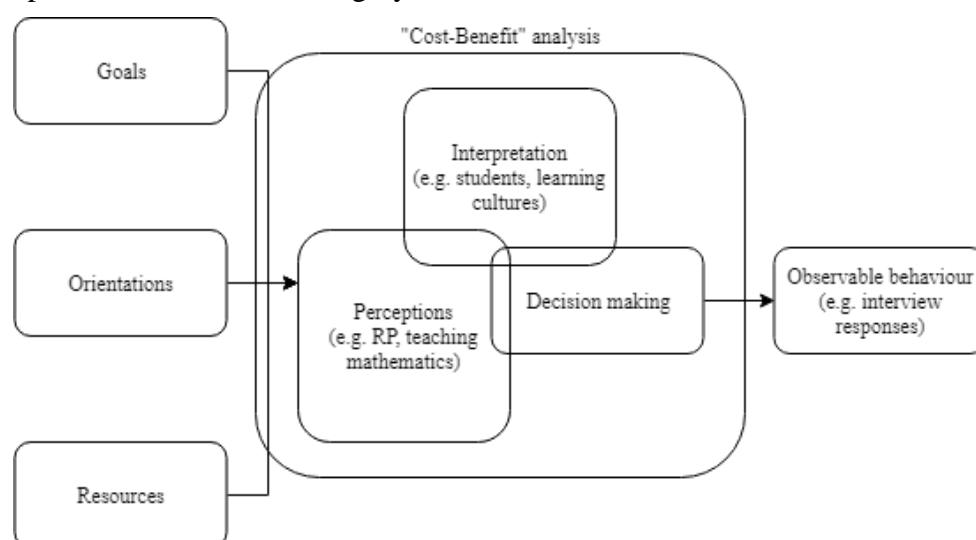 "Cost-Benefit" analysis
Goals
Interpretation
(e.g. students, learning
cultures)
Orientations
Perceptions
(e.g. RP, teaching
mathematics)
Decision making
Observable behaviour
(e.g. interview
responses)
Resources